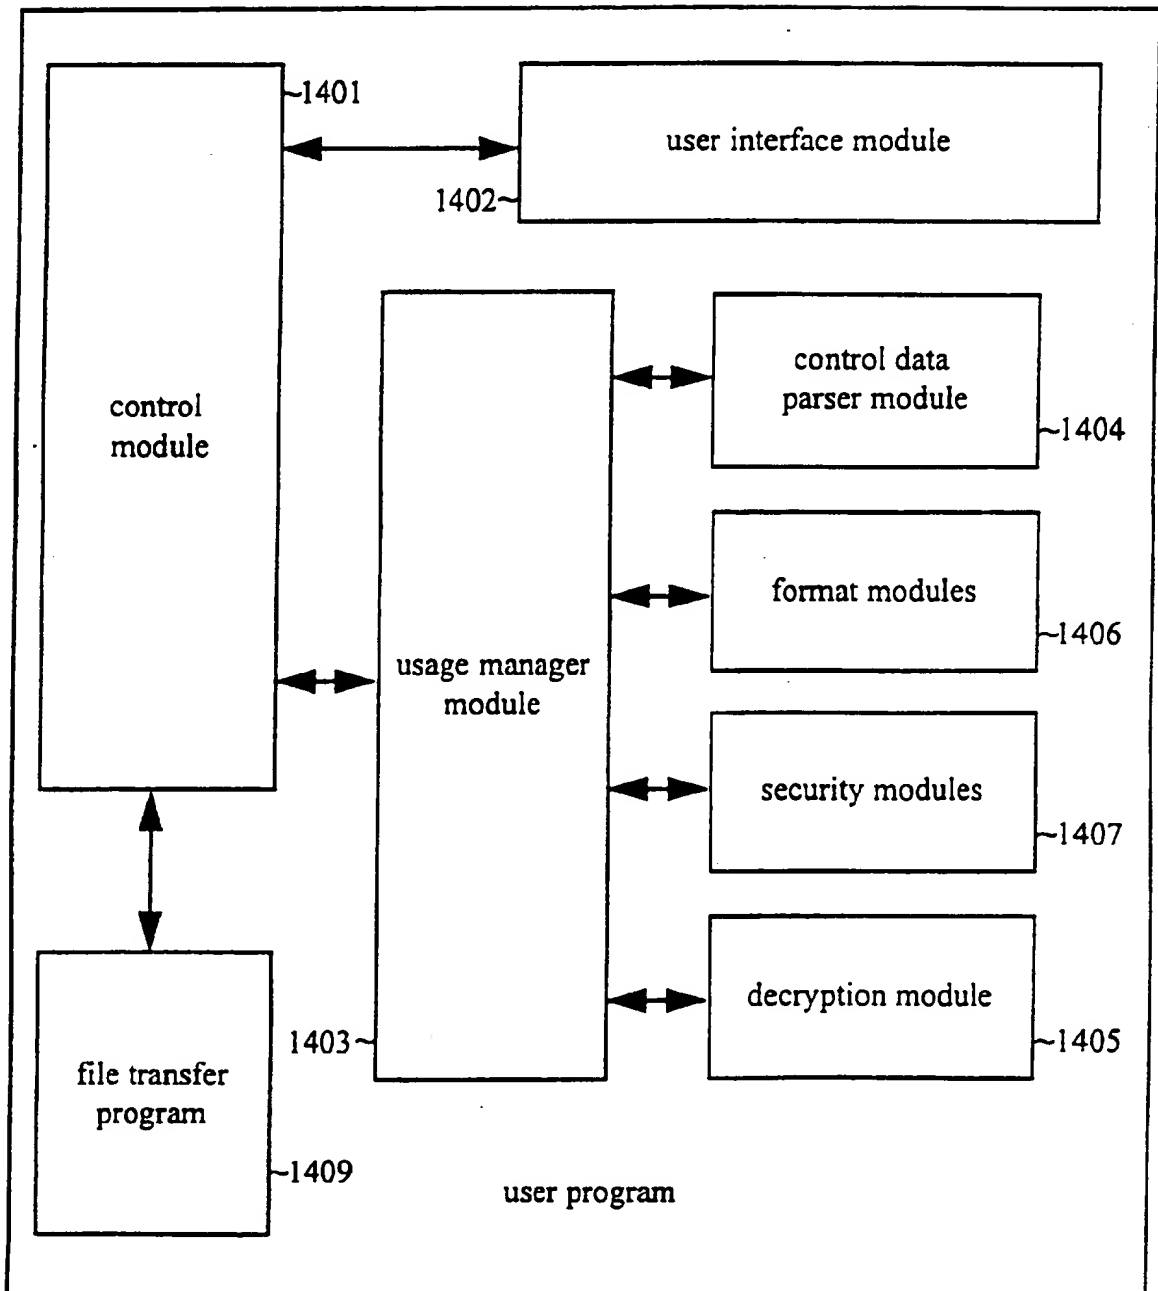 ~1401
user interface module
1402~
control
module
control data
parser module
~1404
format modules
~1406
usage manager
module
security modules
~1407
decryption module
~1405
1403~
file transfer
program
~1409
user program